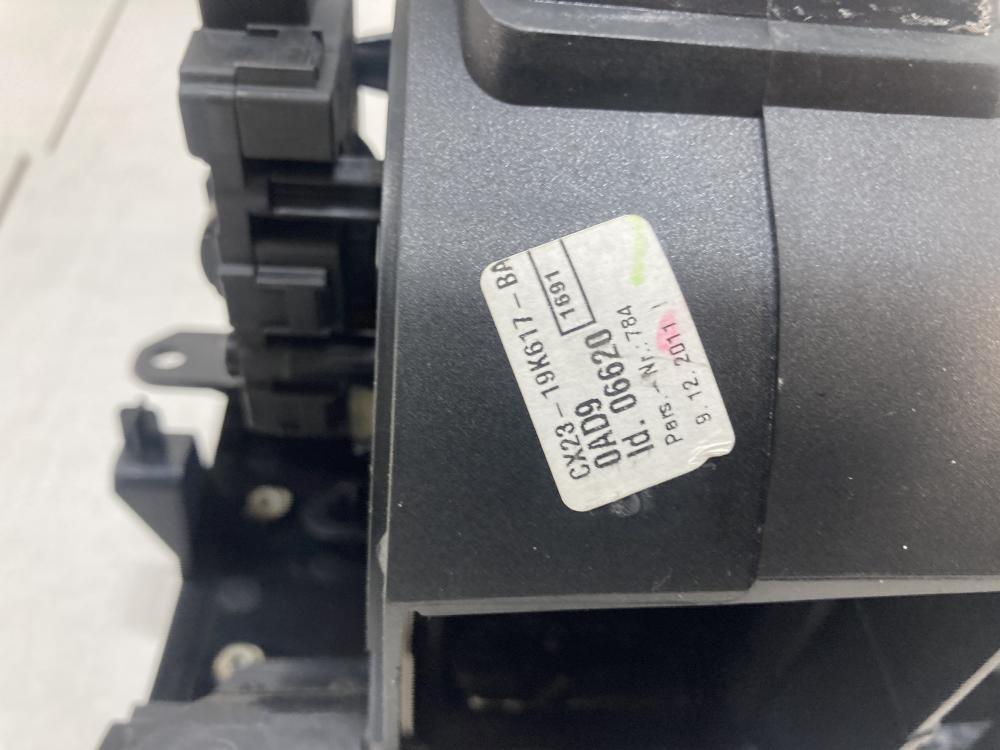 CX23-19K617-BA
0AD9
1691
Id. 06620
Pers.-Nr.: 784
9.12.2011